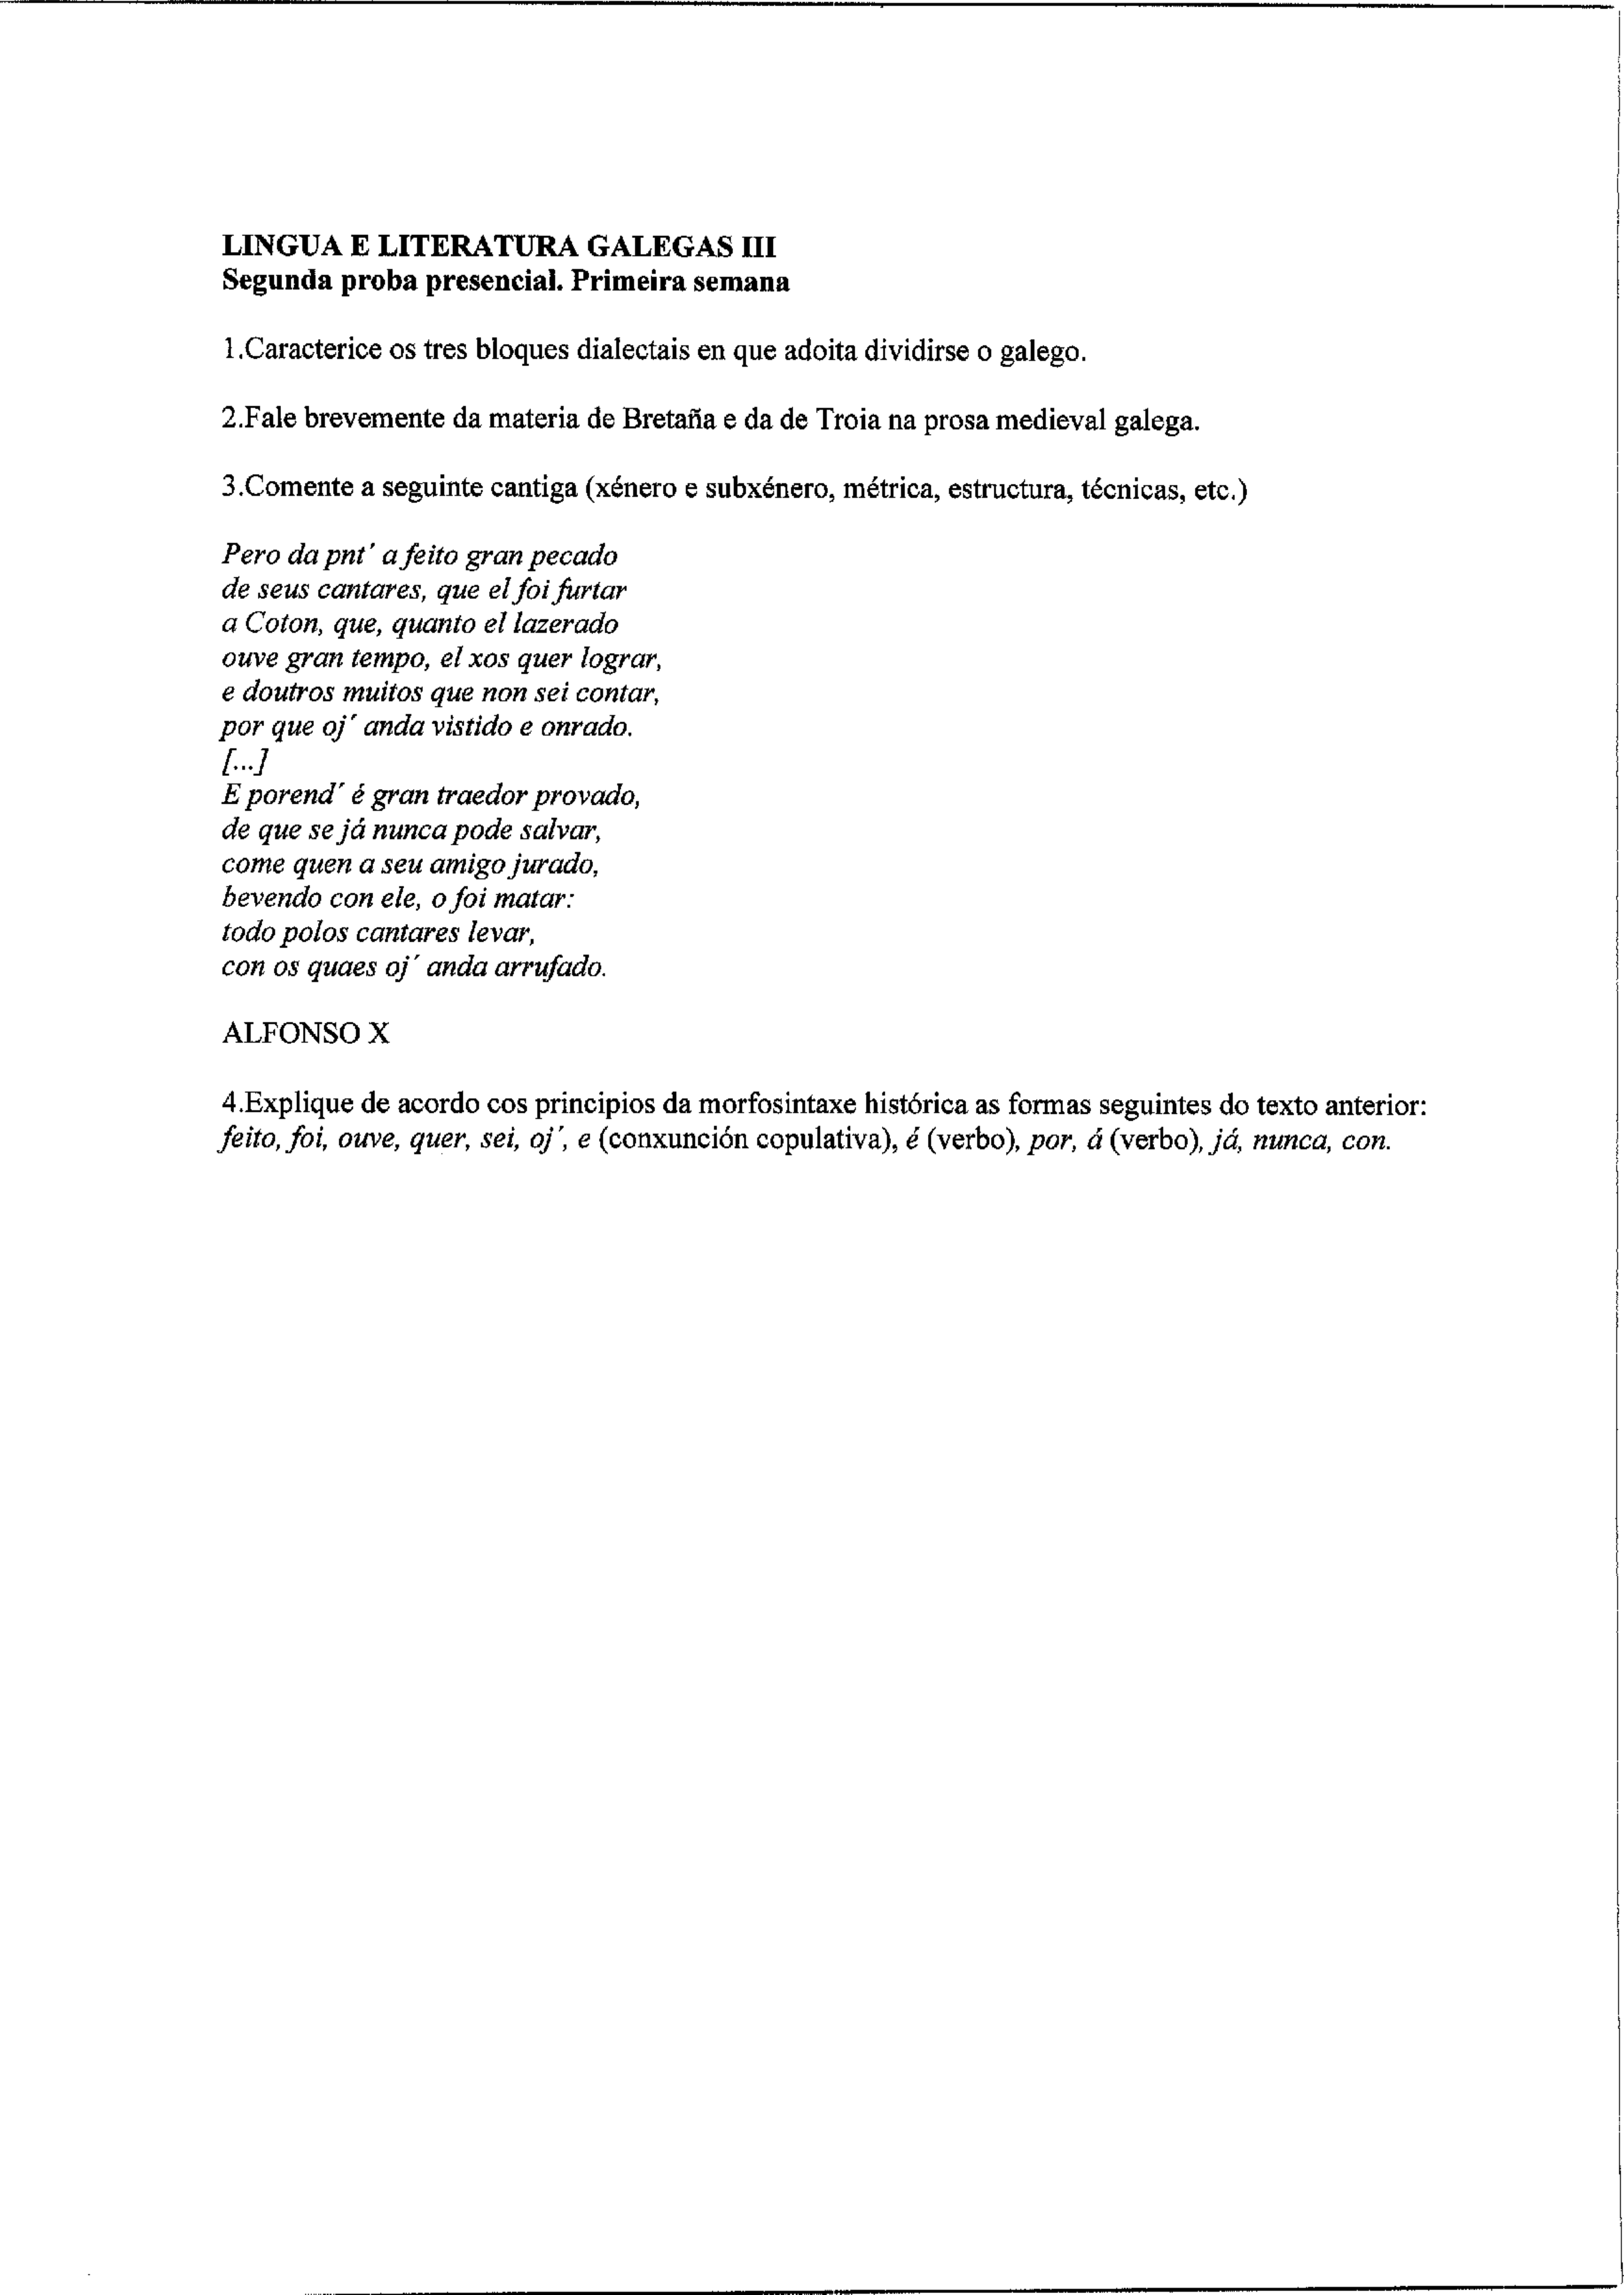 LINGUA E LITERATURA GALEGAS III
Segunda proba presencial. Primeira semana
1.Caracterice os tres bloques dialectais en que adoita dividirse o galego.
2.Fale brevemente da materia de Bretaña e da de Troia na prosa medieval galega.
3.Comente a seguinte cantiga (xénero e subxénero, métrica, estructura, técnicas, etc.)
Pero da pnt´ a feito gran pecado
de seus cantares, que el foi furtar
a Coton, que, quanto el lazerado
ouve gran tempo, el xos quer lograr,
e doutros muitos que non sei contar,
por que oj´ anda vistido e onrado.
[...]
E porend´ é gran traedor provado,
de que se já nunca pode salvar,
come quen a seu amigo jurado,
bevendo con ele, o foi matar:
todo polos cantares levar,
con os quaes oj´ anda arrufado.
ALFONSO X
4.Explique de acordo cos principios da morfosintaxe histórica as formas seguintes do texto anterior:
feito, foi, ouve, quer, sei, oj´, e (conxunción copulativa), é (verbo), por, á (verbo), já, nunca, con.